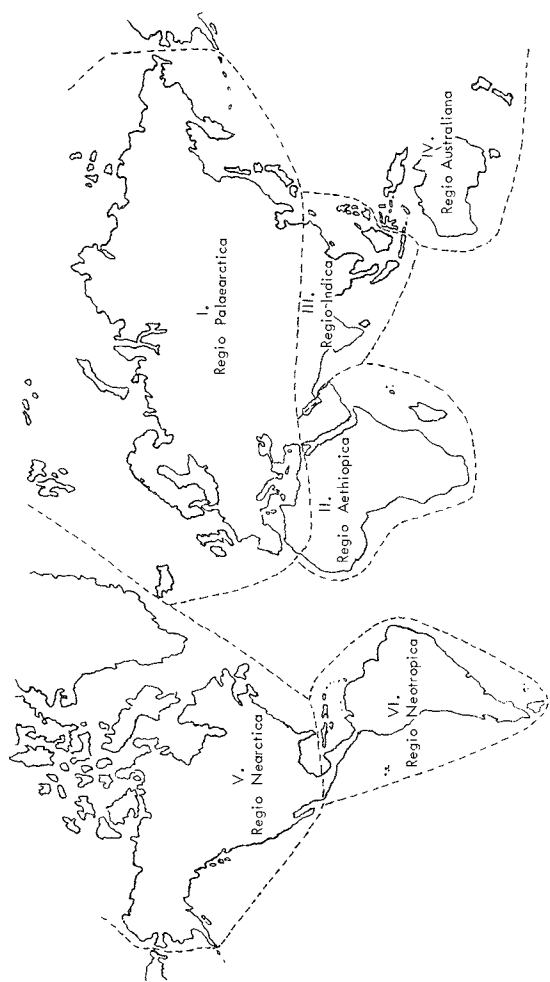 I.
Regio Palaearctica
II.
Regio Aethiopica
III.
Regio Indica
IV.
Regio Australiana
V.
Regio Nearctica
VI.
Regio Neotropica